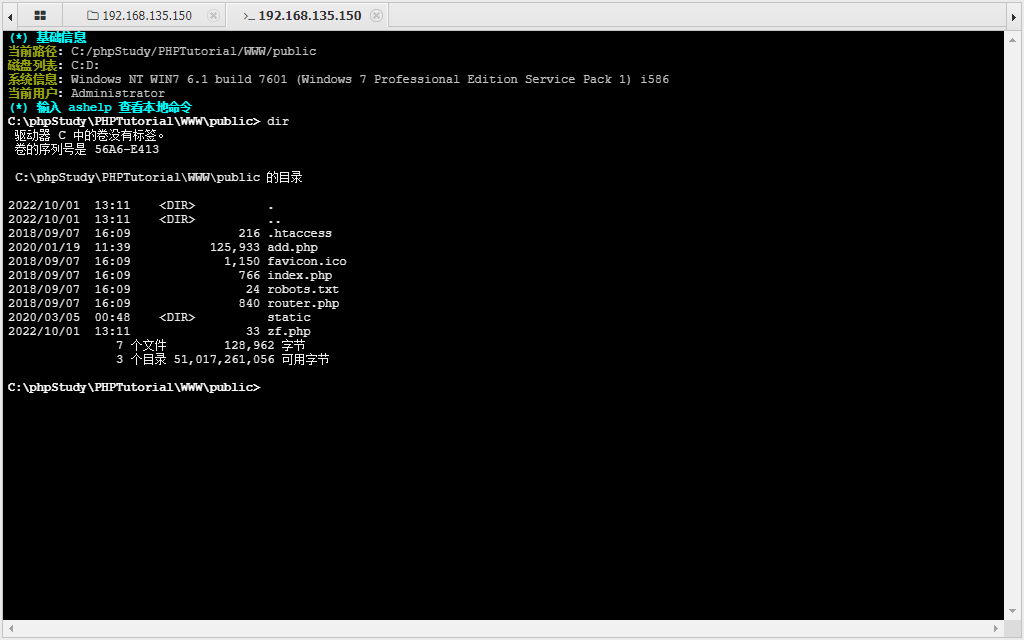 192.168.135.150
>_ 192.168.135.150
(*) 基础信息
当前路径: C:/phpStudy/PHPTutorial/WWW/public
磁盘列表: C:D:
系统信息: Windows NT WIN7 6.1 build 7601 (Windows 7 Professional Edition Service Pack 1) i586
当前用户: Administrator
(*) 输入 ashelp 查看本地命令
C:\phpStudy\PHPTutorial\WWW\public> dir
驱动器 C 中的卷没有标签。
卷的序列号是 56A6-E413
C:\phpStudy\PHPTutorial\WWW\public 的目录
2022/10/01  13:11    <DIR>          .
2022/10/01  13:11    <DIR>          ..
2018/09/07  16:09               216 .htaccess
2020/01/19  11:39           125,933 add.php
2018/09/07  16:09             1,150 favicon.ico
2018/09/07  16:09               766 index.php
2018/09/07  16:09                24 robots.txt
2018/09/07  16:09               840 router.php
2020/03/05  00:48    <DIR>          static
2022/10/01  13:11                33 zf.php
7 个文件        128,962 字节
3 个目录 51,017,261,056 可用字节
C:\phpStudy\PHPTutorial\WWW\public>